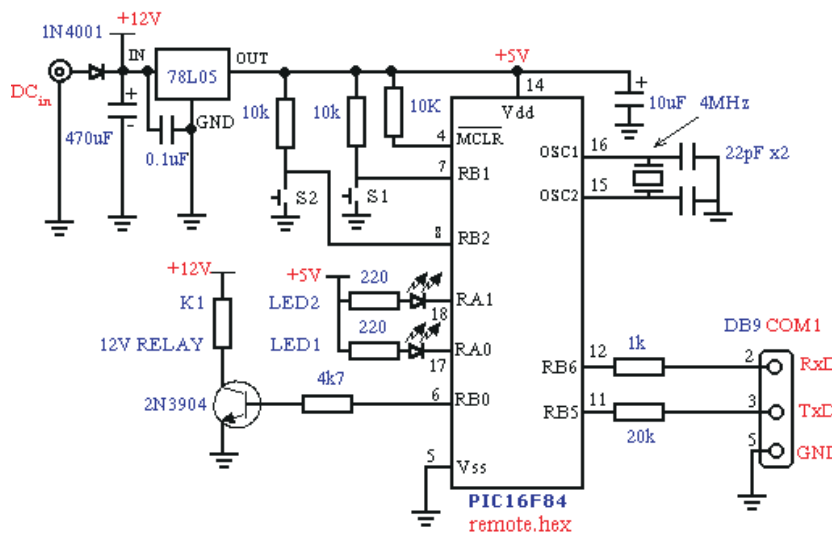 1N4001
+12V
IN
78L05
OUT
+5V
DCin
GND
470uF
+
-
0.1uF
10k
10k
10K
14
Vdd
+
10uF
4MHz
4
MCLR
OSC1
16
22pF x2
7
RB1
S2
S1
OSC2
15
8
RB2
+12V
+5V
220
K1
LED2
RA1
18
220
12V RELAY
LED1
RA0
17
DB9 COM1
1k
2
RxD
RB6
12
4k7
2N3904
6
RB0
RB5
11
3
TxD
20k
5
GND
5
Vss
PIC16F84
remote.hex